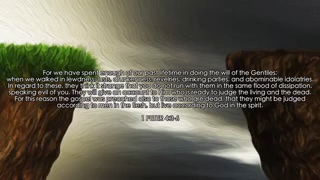 For we have spent enough of our past lifetime in doing the will of the Gentiles:
when we walked in lewdness, lusts, drunkenness, revelries, drinking parties, and abominable idolatries.
In regard to these, they think it strange that you do not run with them in the same flood of dissipation,
speaking evil of you. They will give an account to Him who is ready to judge the living and the dead.
For this reason the gospel was preached also to those who are dead, that they might be judged
according to men in the flesh, but live according to God in the spirit.
1 PETER 4:3-6